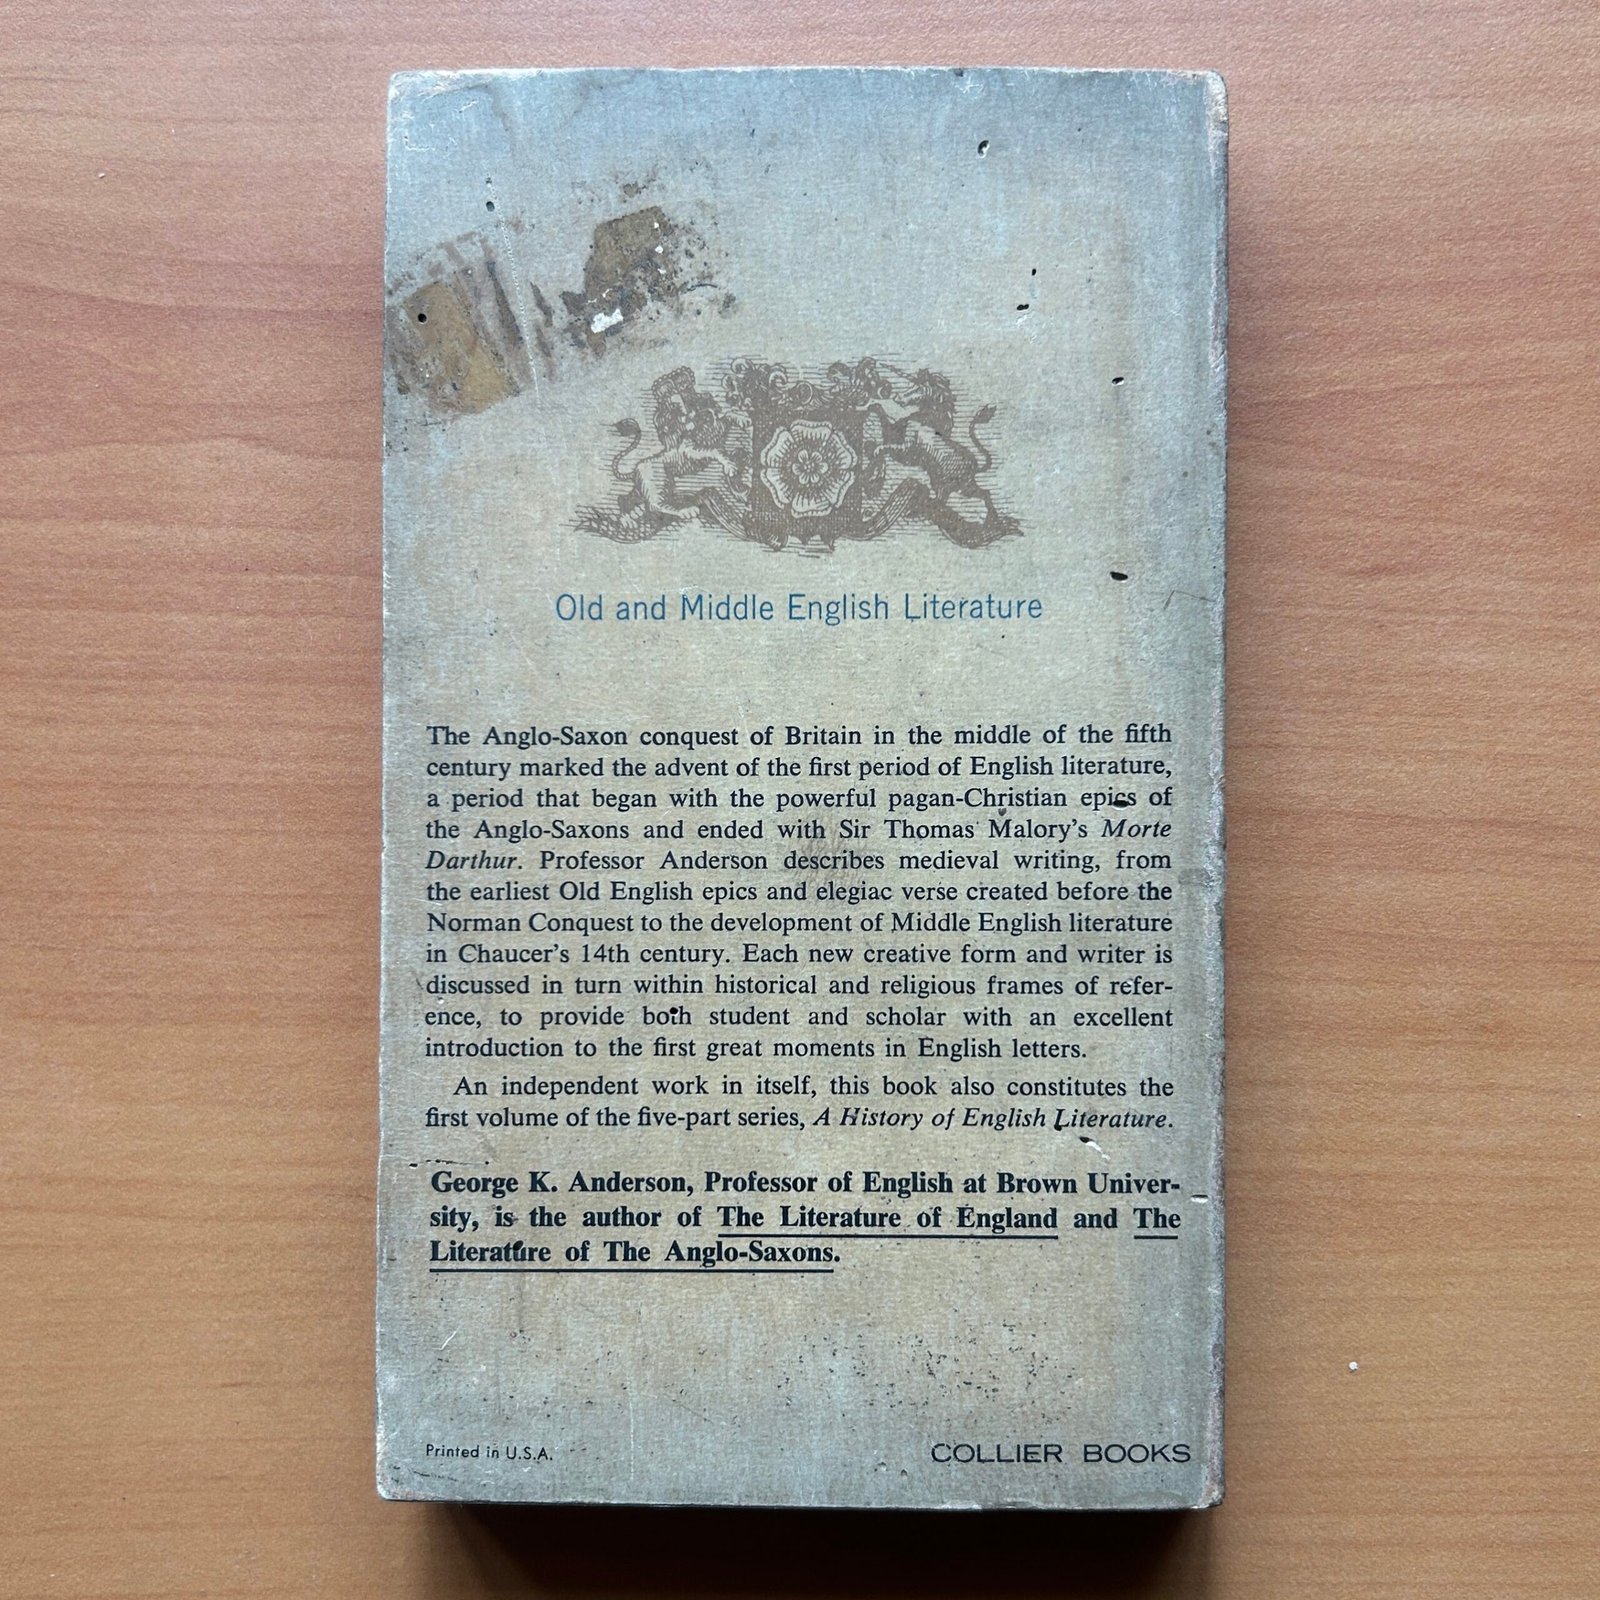 Old and Middle English Literature
The Anglo-Saxon conquest of Britain in the middle of the fifth
century marked the advent of the first period of English literature,
a period that began with the powerful pagan-Christian epics of
the Anglo-Saxons and ended with Sir Thomas Malory's Morte
Darthur. Professor Anderson describes medieval writing, from
the earliest Old English epics and elegiac verse created before the
Norman Conquest to the development of Middle English literature
in Chaucer's 14th century. Each new creative form and writer is
discussed in turn within historical and religious frames of refer-
ence, to provide both student and scholar with an excellent
introduction to the first great moments in English letters.
An independent work in itself, this book also constitutes the
first volume of the five-part series, A History of English Literature.
George K. Anderson, Professor of English at Brown Univer-
sity, is the author of The Literature of England and The
Literature of The Anglo-Saxons.
Printed in U.S.A.
COLLIER BOOKS